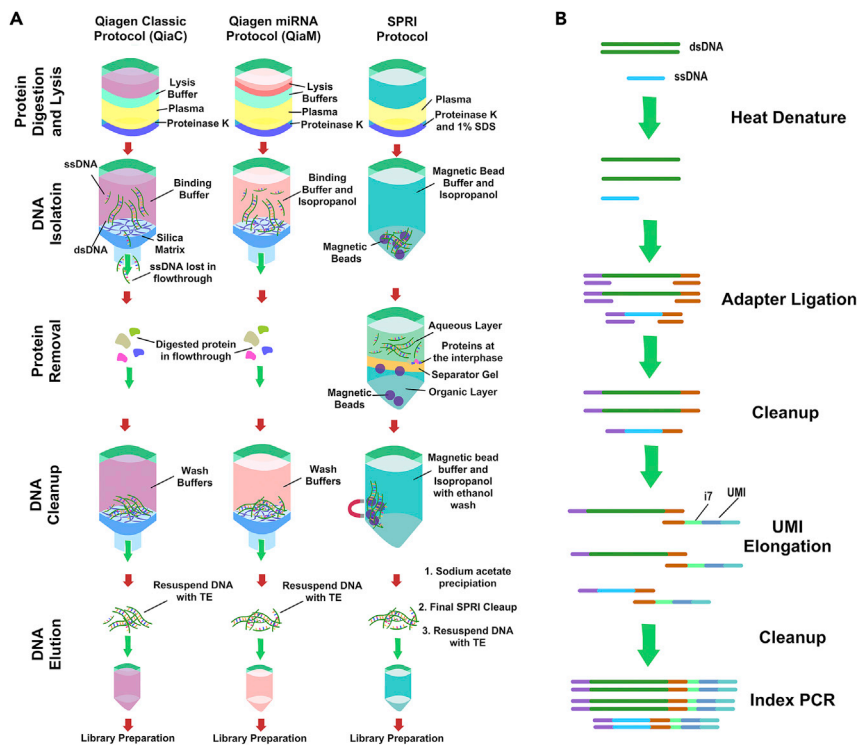 A
Qiagen Classic
Protocol (QiaC)
Qiagen miRNA
Protocol (QiaM)
SPRI
Protocol
Protein
Digestion
and Lysis
Lysis
Buffer
Plasma
Proteinase K
Lysis
Buffers
Plasma
Proteinase K
Plasma
Proteinase K
and 1% SDS
DNA
Isolatoin
ssDNA
Binding
Buffer
dsDNA
Silica
Matrix
ssDNA lost in
flowthrough
Binding
Buffer and
Isopropanol
Magnetic Bead
Buffer and
Isopropanol
Magnetic
Beads
Protein
Removal
Digested protein
in flowthrough
Aqueous Layer
Proteins at
the interphase
Separator Gel
Organic Layer
Magnetic
Beads
DNA
Cleanup
Wash
Buffers
Wash
Buffers
Magnetic bead
buffer and
Isopropanol
with ethanol
wash
DNA
Elution
Resuspend DNA
with TE
Resuspend DNA
with TE
1. Sodium acetate
precipiation
2. Final SPRI Cleaup
3. Resuspend DNA
with TE
Library Preparation
Library Preparation
Library Preparation
B
dsDNA
ssDNA
Heat Denature
Adapter Ligation
Cleanup
i7
UMI
UMI
Elongation
Cleanup
Index PCR